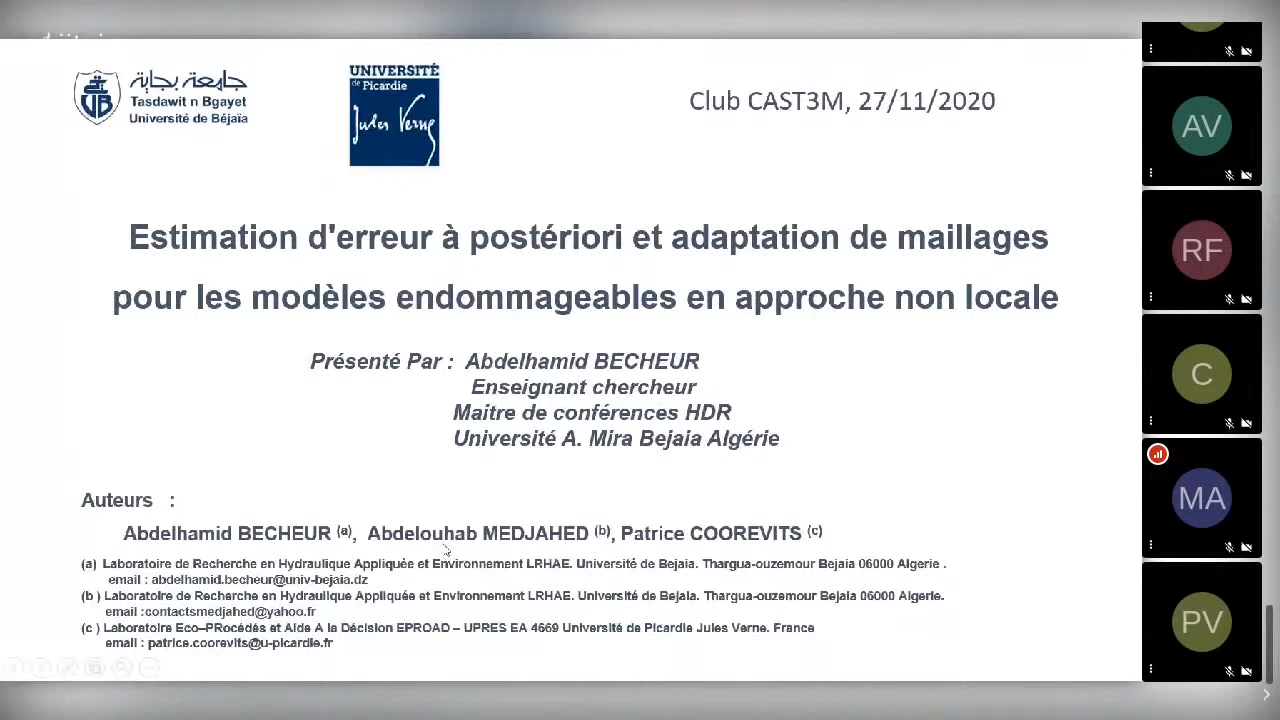 جامعة بجاية
Tasdawit n Bgayet
Université de Béjaïa
UNIVERSITÉ
de Picardie
Jules Verne
Club CAST3M, 27/11/2020
Estimation d'erreur à postériori et adaptation de maillages
pour les modèles endommageables en approche non locale
Présenté Par : Abdelhamid BECHEUR
Enseignant chercheur
Maitre de conférences HDR
Université A. Mira Bejaia Algérie
Auteurs :
Abdelhamid BECHEUR (a), Abdelouhab MEDJAHED (b), Patrice COOREVITS (c)
(a) Laboratoire de Recherche en Hydraulique Appliquée et Environnement LRHAE. Université de Bejaia. Thargua-ouzemour Bejaia 06000 Algerie .
email : abdelhamid.becheur@univ-bejaia.dz
(b ) Laboratoire de Recherche en Hydraulique Appliquée et Environnement LRHAE. Université de Bejaia. Thargua-ouzemour Bejaia 06000 Algerie.
email :contactsmedjahed@yahoo.fr
(c ) Laboratoire Eco–PRocédés et Aide A la Décision EPROAD – UPRES EA 4669 Université de Picardie Jules Verne. France
email : patrice.coorevits@u-picardie.fr
AV
RF
C
MA
PV